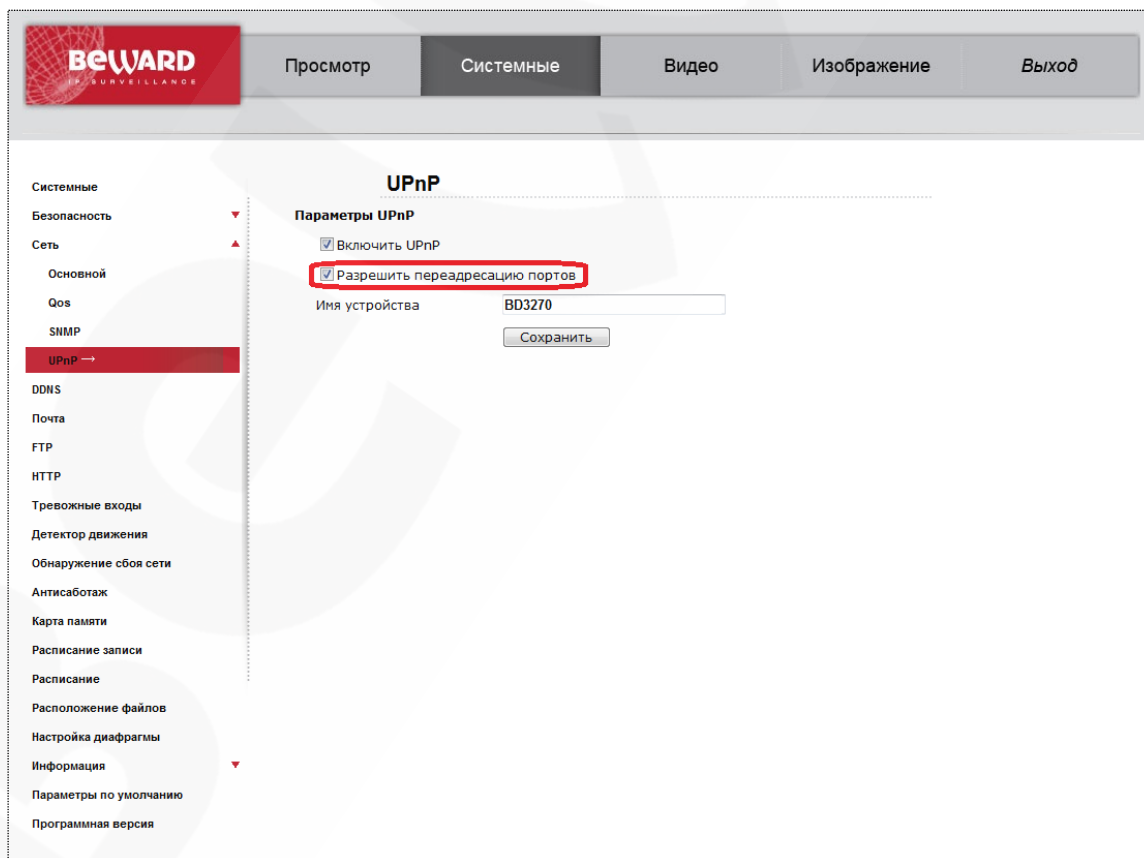 BEWARD
IP SURVEILLANCE
Просмотр
Системные
Видео
Изображение
Выход
Системные
Безопасность
Сеть
Основной
Qos
SNMP
UPnP →
DDNS
Почта
FTP
HTTP
Тревожные входы
Детектор движения
Обнаружение сбоя сети
Антисаботаж
Карта памяти
Расписание записи
Расписание
Расположение файлов
Настройка диафрагмы
Информация
Параметры по умолчанию
Программная версия
UPnP
Параметры UPnP
Включить UPnP
Разрешить переадресацию портов
Имя устройства BD3270
Сохранить